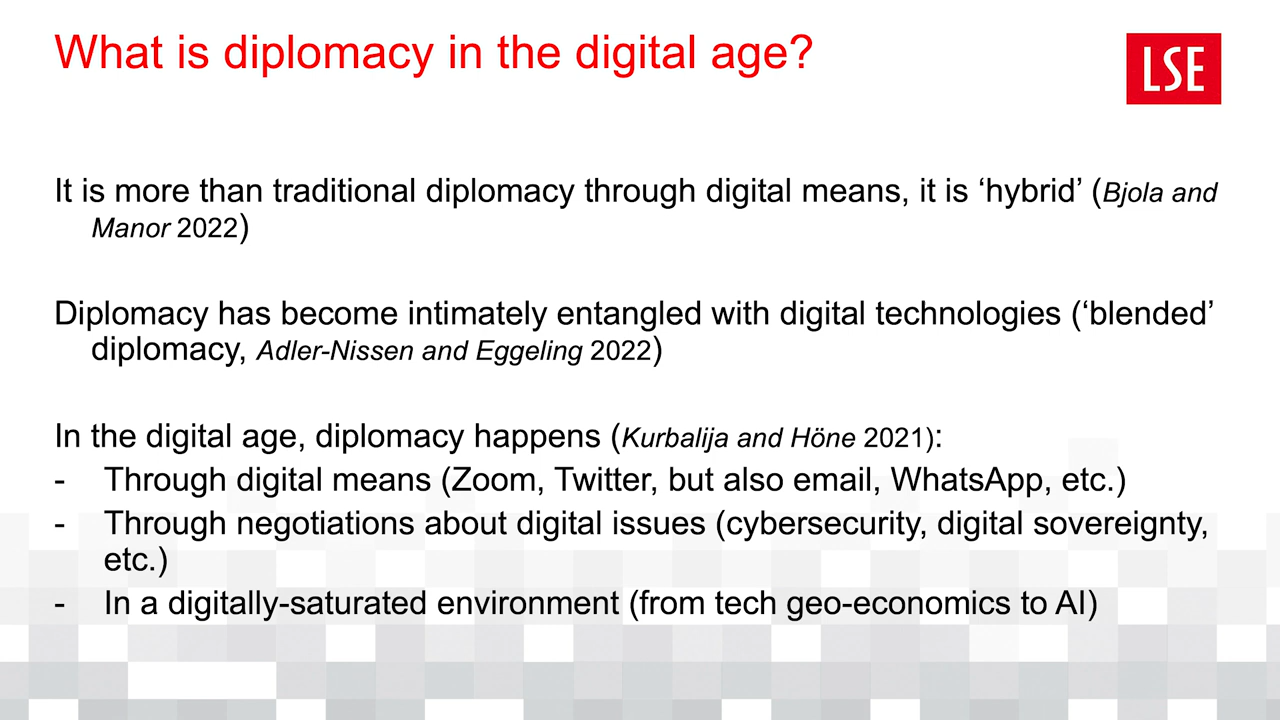 What is diplomacy in the digital age?
LSE
It is more than traditional diplomacy through digital means, it is ‘hybrid’ (Bjola and
Manor 2022)
Diplomacy has become intimately entangled with digital technologies (‘blended’
diplomacy, Adler-Nissen and Eggeling 2022)
In the digital age, diplomacy happens (Kurbalija and Höne 2021):
- Through digital means (Zoom, Twitter, but also email, WhatsApp, etc.)
- Through negotiations about digital issues (cybersecurity, digital sovereignty,
etc.)
- In a digitally-saturated environment (from tech geo-economics to AI)